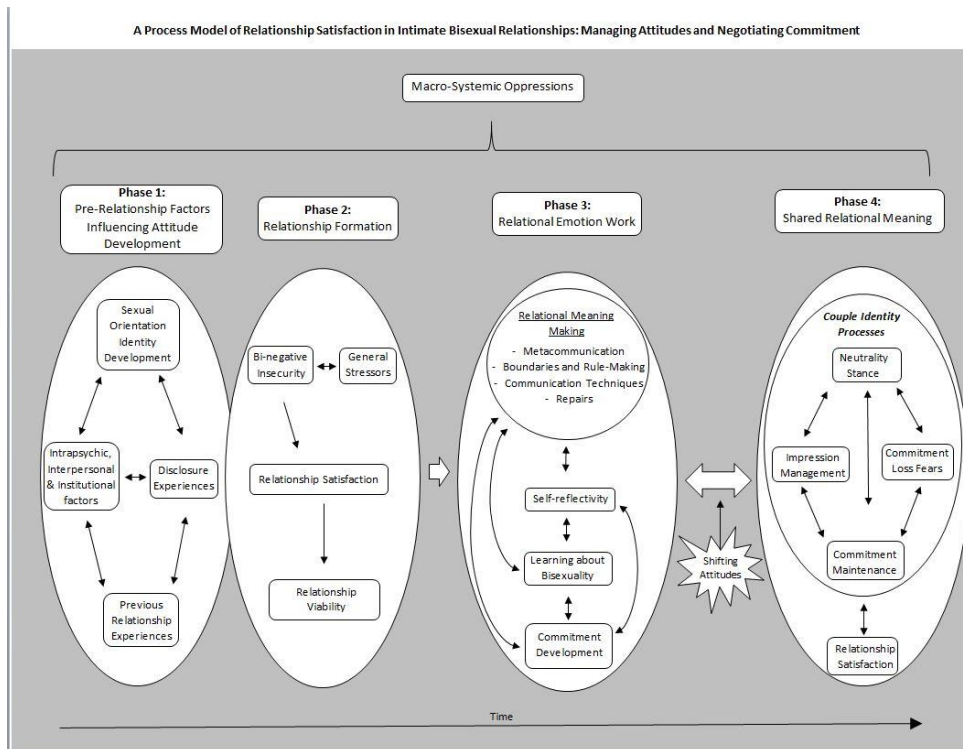 A Process Model of Relationship Satisfaction in Intimate Bisexual Relationships: Managing Attitudes and Negotiating Commitment
Macro-Systemic Oppressions
Phase 1:
Pre-Relationship Factors
Influencing Attitude
Development
Sexual
Orientation
Identity
Development
Intrapsychic,
Interpersonal
& Institutional
factors
Disclosure
Experiences
Previous
Relationship
Experiences
Phase 2:
Relationship Formation
Bi-negative
Insecurity
General
Stressors
Relationship Satisfaction
Relationship
Viability
Phase 3:
Relational Emotion Work
Relational Meaning
Making
- Metacommunication
- Boundaries and Rule-Making
- Communication Techniques
- Repairs
Self-reflectivity
Learning about
Bisexuality
Commitment
Development
Shifting
Attitudes
Phase 4:
Shared Relational Meaning
Couple Identity
Processes
Neutrality
Stance
Impression
Management
Commitment
Loss Fears
Commitment
Maintenance
Relationship
Satisfaction
Time